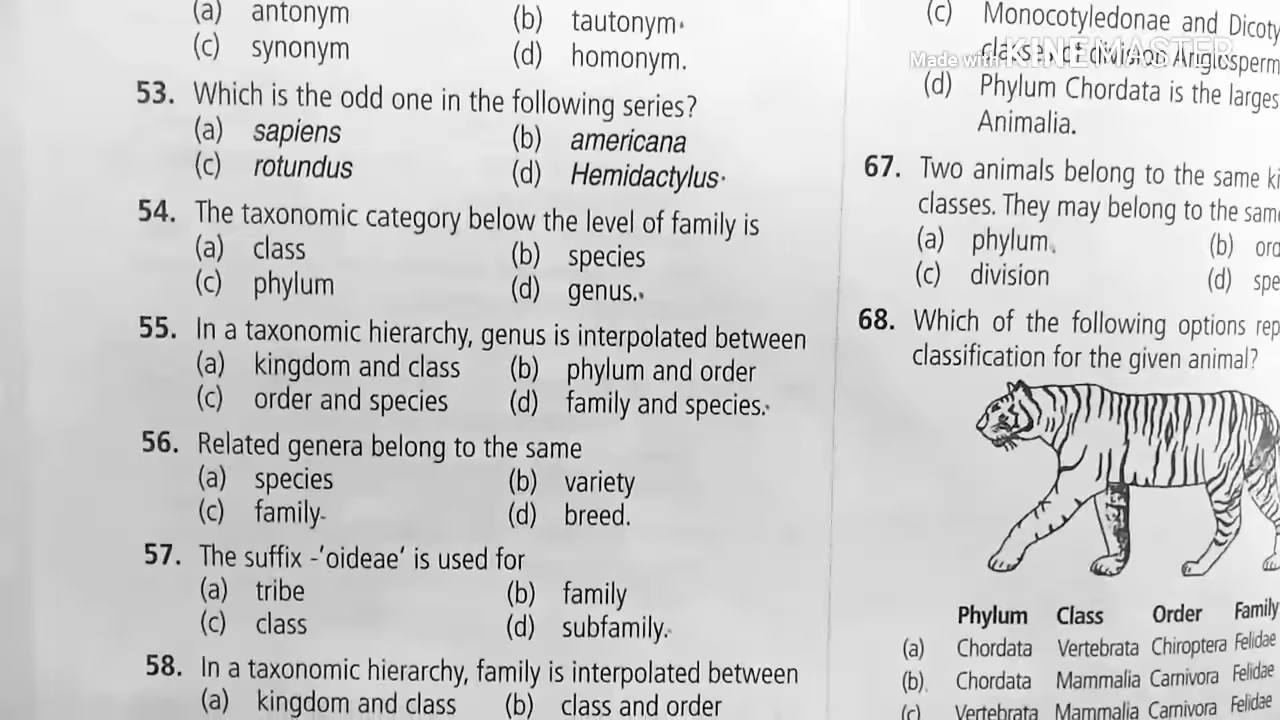 (a) antonym (b) tautonym.
(c) synonym (d) homonym.
53. Which is the odd one in the following series?
(a) sapiens (b) americana
(c) rotundus (d) Hemidactylus.
54. The taxonomic category below the level of family is
(a) class (b) species
(c) phylum (d) genus.
55. In a taxonomic hierarchy, genus is interpolated between
(a) kingdom and class (b) phylum and order
(c) order and species (d) family and species.
56. Related genera belong to the same
(a) species (b) variety
(c) family (d) breed.
57. The suffix -'oideae' is used for
(a) tribe (b) family
(c) class (d) subfamily.
58. In a taxonomic hierarchy, family is interpolated between
(a) kingdom and class (b) class and order
(c) Monocotyledonae and Dicoty
classes of division Angiosperm
Made with KINEMASTER
(d) Phylum Chordata is the larges
Animalia.
67. Two animals belong to the same ki
classes. They may belong to the sam
(a) phylum (b) ord
(c) division (d) spe
68. Which of the following options rep
classification for the given animal?
Phylum Class Order Family
(a) Chordata Vertebrata Chiroptera Felidae
(b) Chordata Mammalia Carnivora Felidae
(c) Vertebrata Mammalia Carnivora Felidae